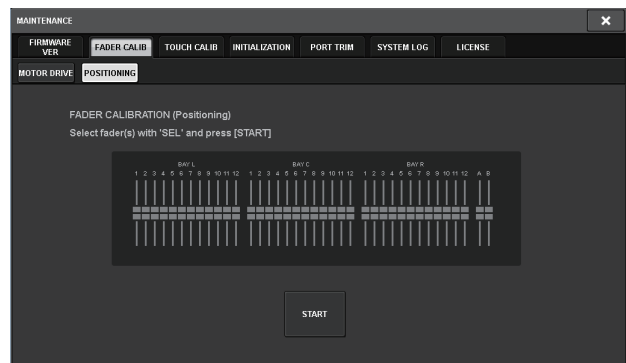 MAINTENANCE
FIRMWARE VER
FADER CALIB
TOUCH CALIB
INITIALIZATION
PORT TRIM
SYSTEM LOG
LICENSE
MOTOR DRIVE
POSITIONING
FADER CALIBRATION (Positioning)
Select fader(s) with 'SEL' and press [START]
BAY L BAY C BAY R
1 2 3 4 5 6 7 8 9 10 11 12 1 2 3 4 5 6 7 8 9 10 11 12 1 2 3 4 5 6 7 8 9 10 11 12 A B
START